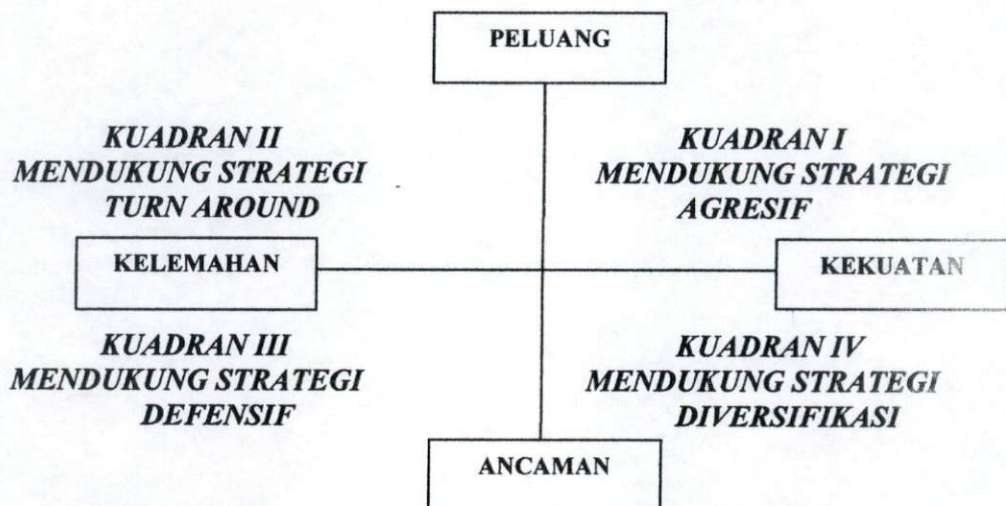 PELUANG
KUADRAN II
MENDUKUNG STRATEGI
TURN AROUND
KUADRAN I
MENDUKUNG STRATEGI
AGRESIF
KELEMAHAN
KEKUATAN
KUADRAN III
MENDUKUNG STRATEGI
DEFENSIF
KUADRAN IV
MENDUKUNG STRATEGI
DIVERSIFIKASI
ANCAMAN